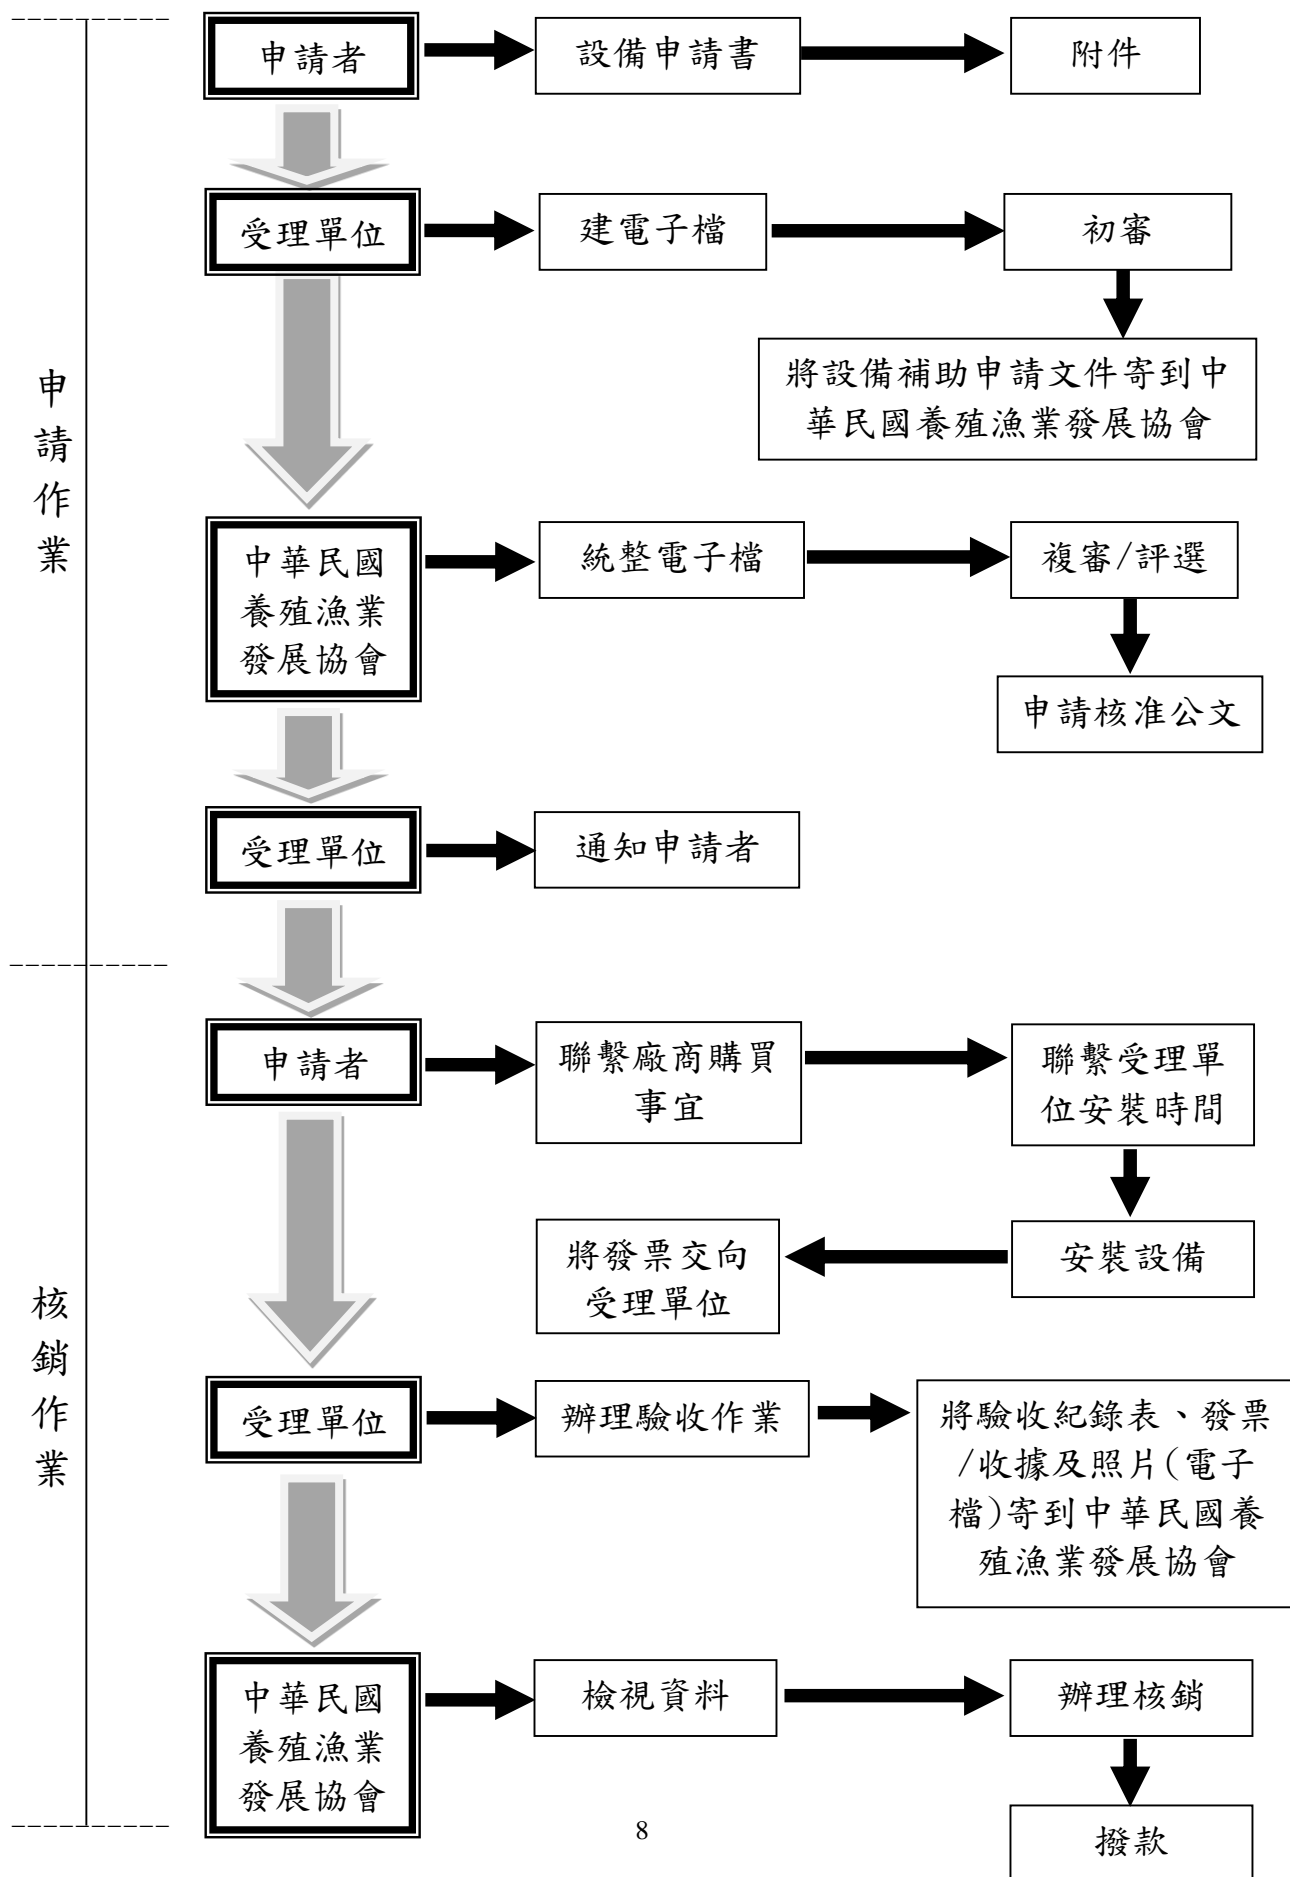 申請者
設備申請書
附件
受理單位
建電子檔
初審
將設備補助申請文件寄到中
華民國養殖漁業發展協會
申請作業
中華民國
養殖漁業
發展協會
統整電子檔
複審/評選
申請核准公文
受理單位
通知申請者
申請者
聯繫廠商購買
事宜
聯繫受理單
位安裝時間
安裝設備
將發票交向
受理單位
核銷作業
受理單位
辦理驗收作業
將驗收紀錄表、發票
/收據及照片(電子
檔)寄到中華民國養
殖漁業發展協會
中華民國
養殖漁業
發展協會
檢視資料
辦理核銷
撥款
8